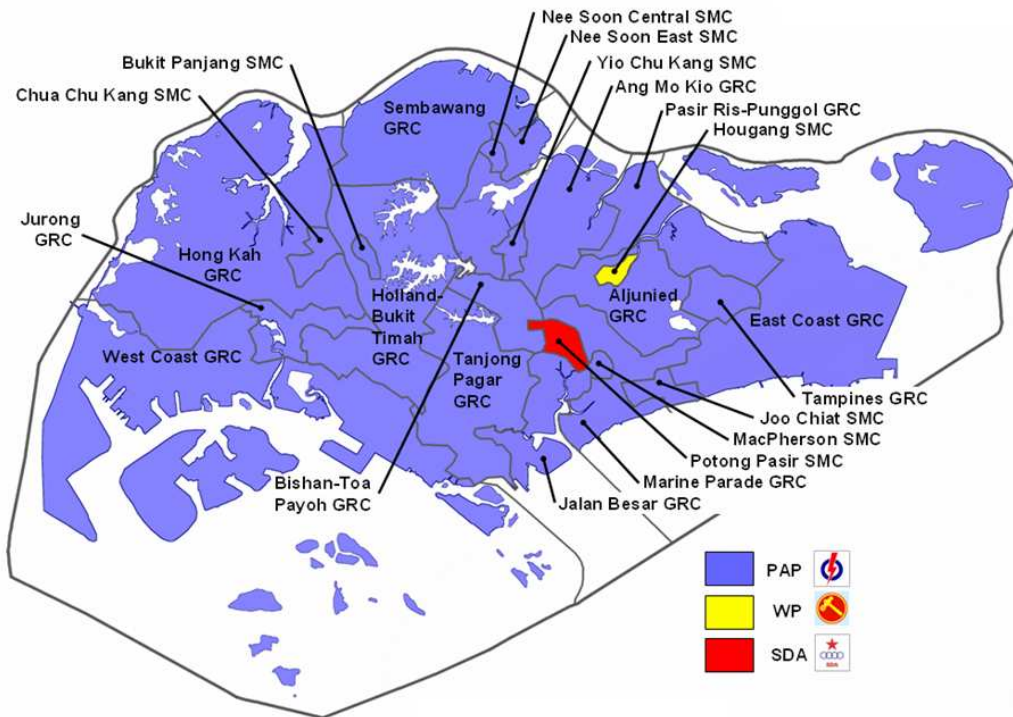 Nee Soon Central SMC
Nee Soon East SMC
Bukit Panjang SMC
Yio Chu Kang SMC
Chua Chu Kang SMC
Ang Mo Kio GRC
Sembawang
GRC
Pasir Ris-Punggol GRC
Hougang SMC
Jurong
GRC
Hong Kah
GRC
Holland-
Bukit
Timah
GRC
Aljunied
GRC
East Coast GRC
West Coast GRC
Tanjong
Pagar
GRC
Tampines GRC
Joo Chiat SMC
MacPherson SMC
Potong Pasir SMC
Bishan-Toa
Payoh GRC
Marine Parade GRC
Jalan Besar GRC
PAP
WP
SDA
SDA